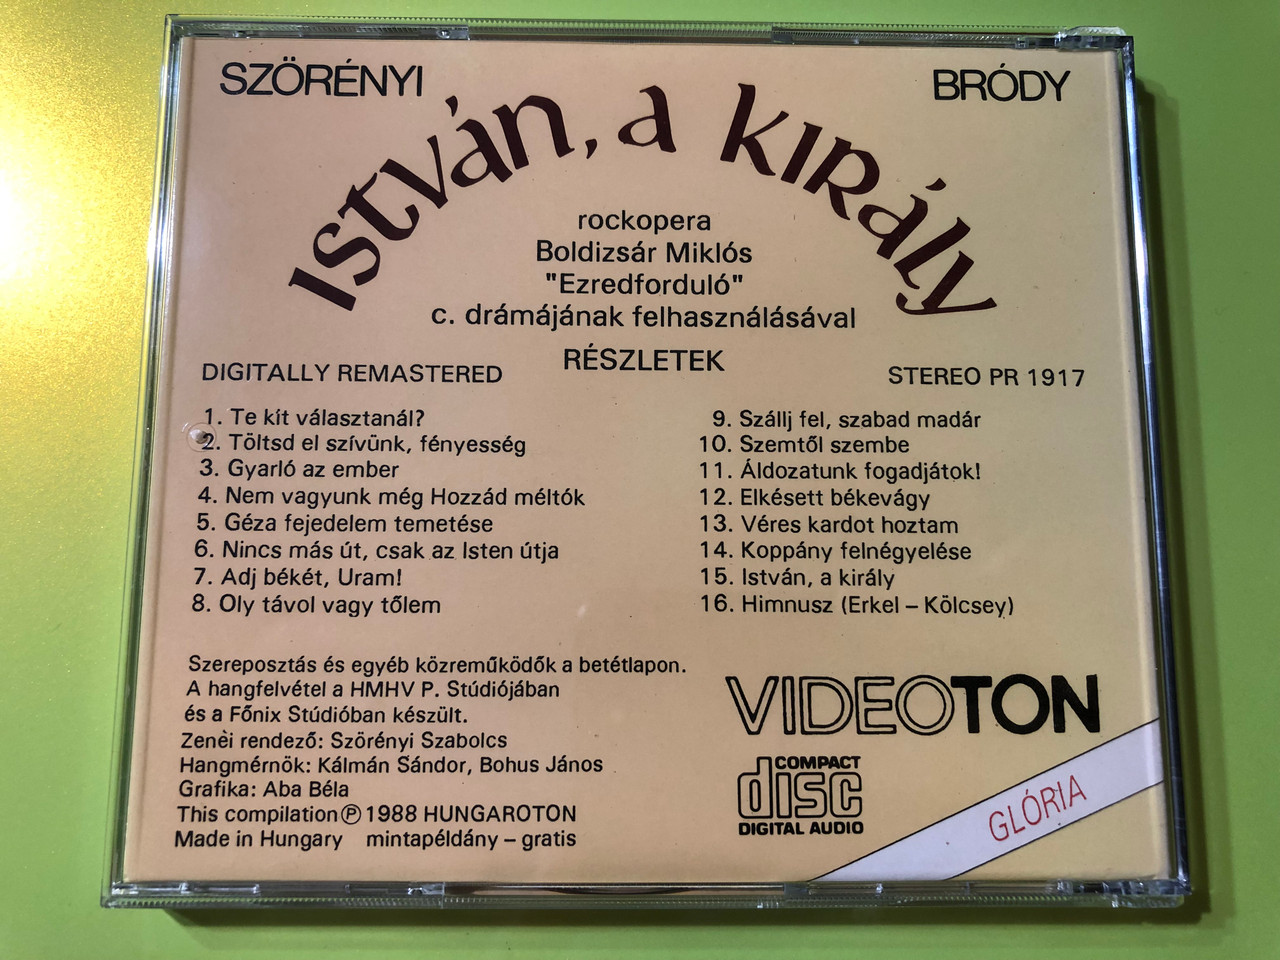 SZÖRÉNYI BRÓDY
István, a király
rockopera
Boldizsár Miklós
"Ezredforduló"
c. drámájának felhasználásával
RÉSZLETEK
DIGITALLY REMASTERED STEREO PR 1917
1. Te kit választanál?
2. Töltsd el szívünk, fényesség
3. Gyarló az ember
4. Nem vagyunk még Hozzád méltók
5. Géza fejedelem temetése
6. Nincs más út, csak az Isten útja
7. Adj békét, Uram!
8. Oly távol vagy tőlem
9. Szállj fel, szabad madár
10. Szemtől szembe
11. Áldozatunk fogadjátok!
12. Elkésett békevágy
13. Véres kardot hoztam
14. Koppány felnégyelése
15. István, a király
16. Himnusz (Erkel – Kölcsey)
Szereposztás és egyéb közreműködők a betétlapon.
A hangfelvétel a HMHV P. Stúdiójában
és a Főnix Stúdióban készült.
Zenei rendező: Szörényi Szabolcs
Hangmérnök: Kálmán Sándor, Bohus János
Grafika: Aba Béla
This compilation ℗ 1988 HUNGAROTON
Made in Hungary mintapéldány – gratis
VIDEOTON
COMPACT
disc
DIGITAL AUDIO
GLÓRIA